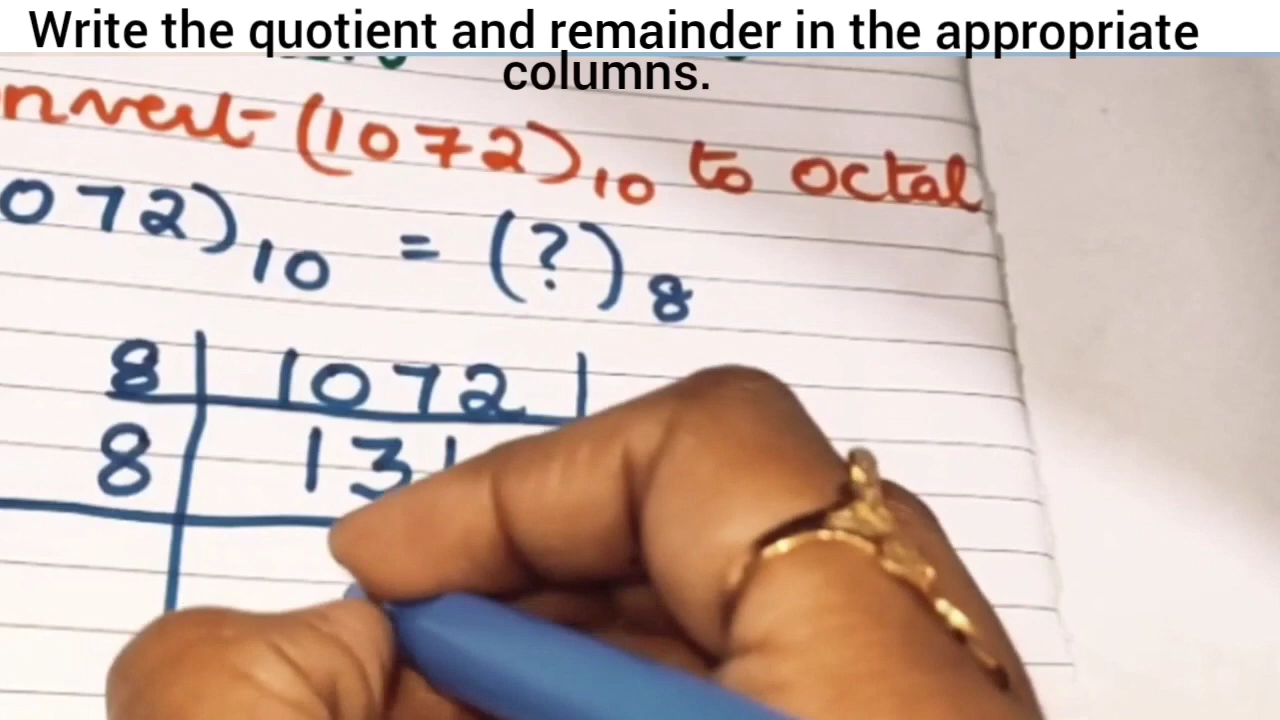 Write the quotient and remainder in the appropriate
columns.
nvert (1072)10 to octal
072)10 = (?)8
8 | 1072 |
8 | 13